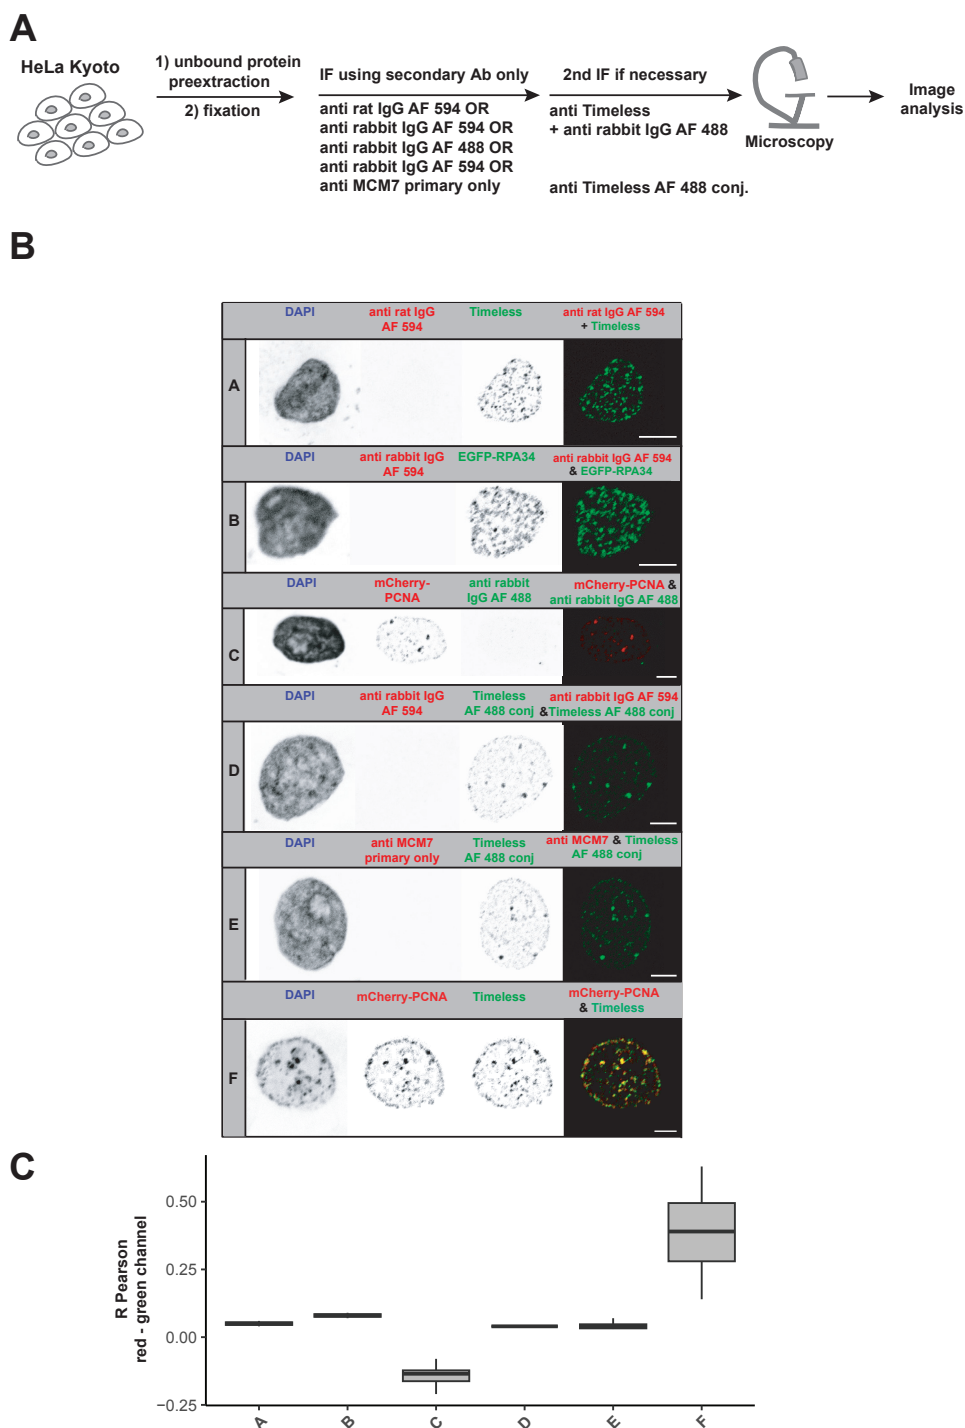 A
HeLa Kyoto
1) unbound protein
preextraction
2) fixation
IF using secondary Ab only
anti rat IgG AF 594 OR
anti rabbit IgG AF 594 OR
anti rabbit IgG AF 488 OR
anti rabbit IgG AF 594 OR
anti MCM7 primary only
2nd IF if necessary
anti Timeless
+ anti rabbit IgG AF 488
anti Timeless AF 488 conj.
Microscopy
Image
analysis
B
DAPI
anti rat IgG
AF 594
Timeless
anti rat IgG AF 594
+ Timeless
A
DAPI
anti rabbit IgG
AF 594
EGFP-RPA34
anti rabbit IgG AF 594
& EGFP-RPA34
B
DAPI
mCherry-
PCNA
anti rabbit
IgG AF 488
mCherry-PCNA &
anti rabbit IgG AF 488
C
DAPI
anti rabbit IgG
AF 594
Timeless
AF 488 conj
anti rabbit IgG AF 594
&Timeless AF 488 conj
D
DAPI
anti MCM7
primary only
Timeless
AF 488 conj
anti MCM7 & Timeless
AF 488 conj
E
DAPI
mCherry-PCNA
Timeless
mCherry-PCNA
& Timeless
F
C
R Pearson
red - green channel
0.50
0.25
0.00
−0.25
A
B
C
D
E
F